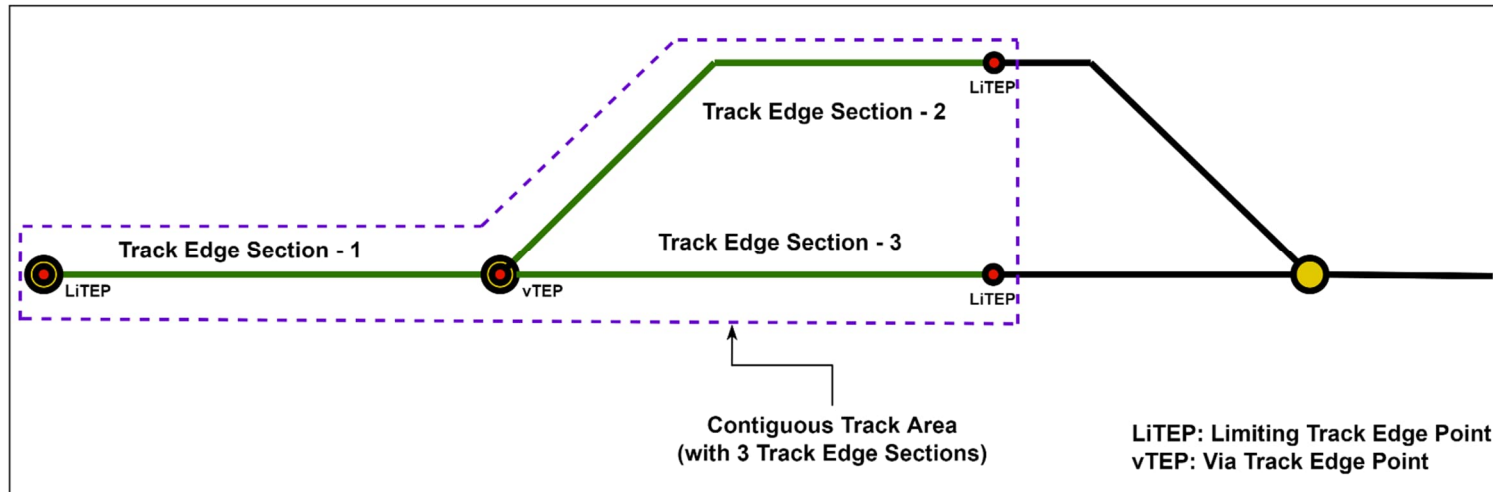 LiTEP
Track Edge Section - 2
Track Edge Section - 1
Track Edge Section - 3
LiTEP
vTEP
LiTEP
Contiguous Track Area
(with 3 Track Edge Sections)
LiTEP: Limiting Track Edge Point
vTEP: Via Track Edge Point